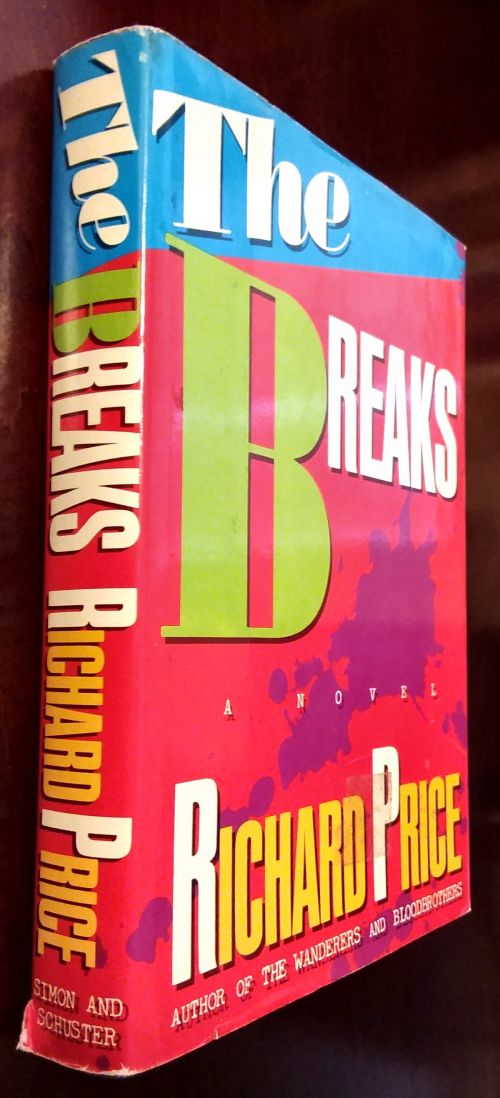 The
BREAKS
A NOVEL
RICHARD PRICE
AUTHOR OF THE WANDERERS AND BLOODBROTHERS
The BREAKS RICHARD PRICE
SIMON AND
SCHUSTER